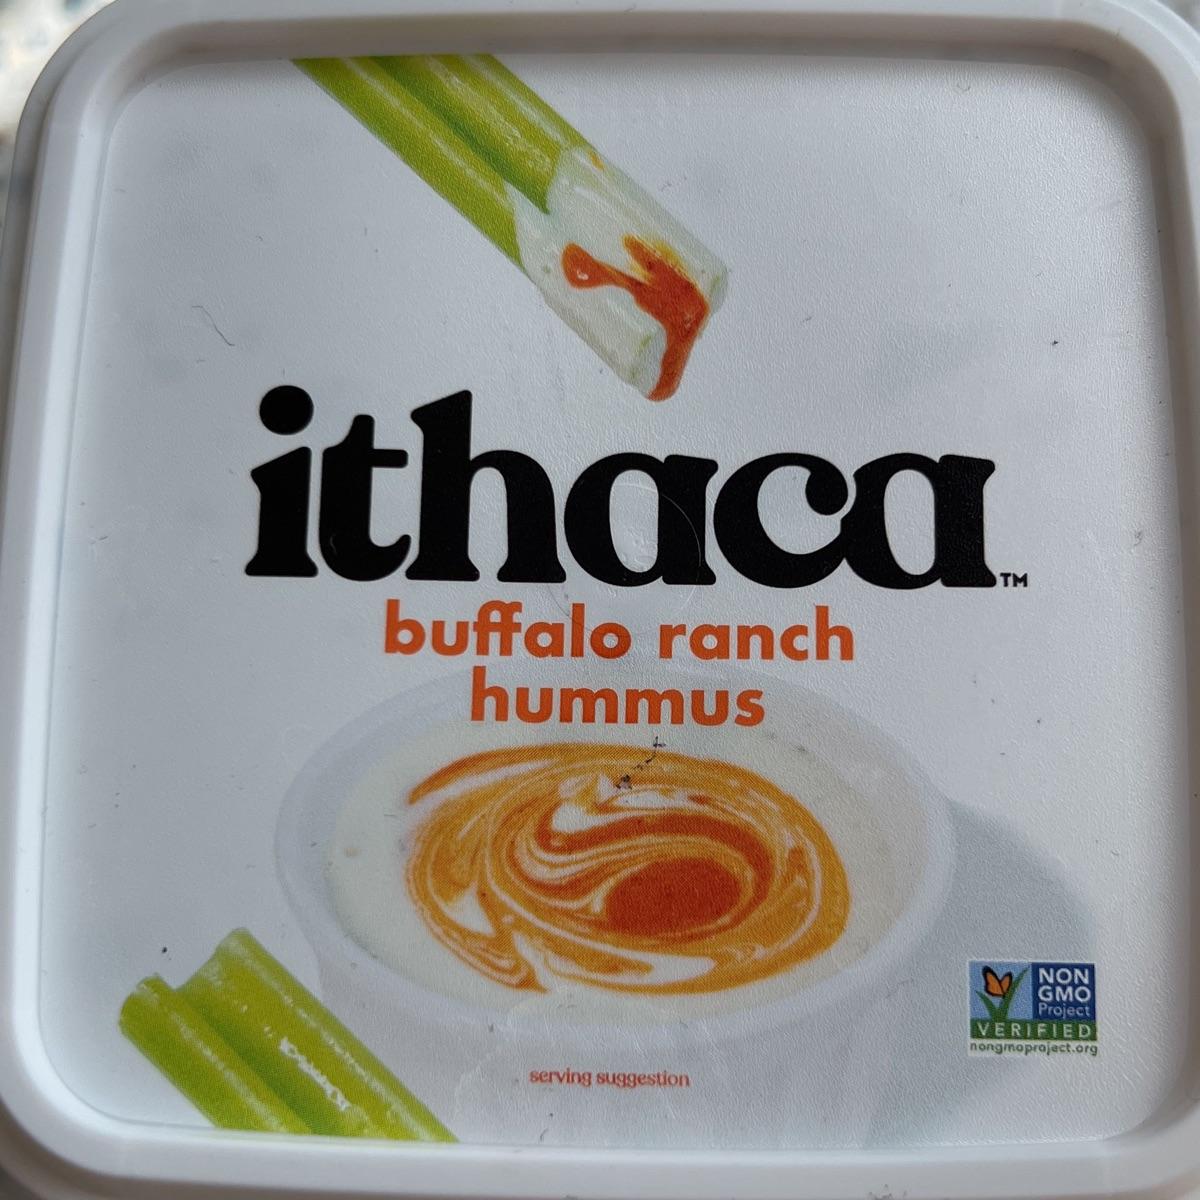 ithaca™
buffalo ranch
hummus
NON
GMO
Project
VERIFIED
nongmoproject.org
serving suggestion